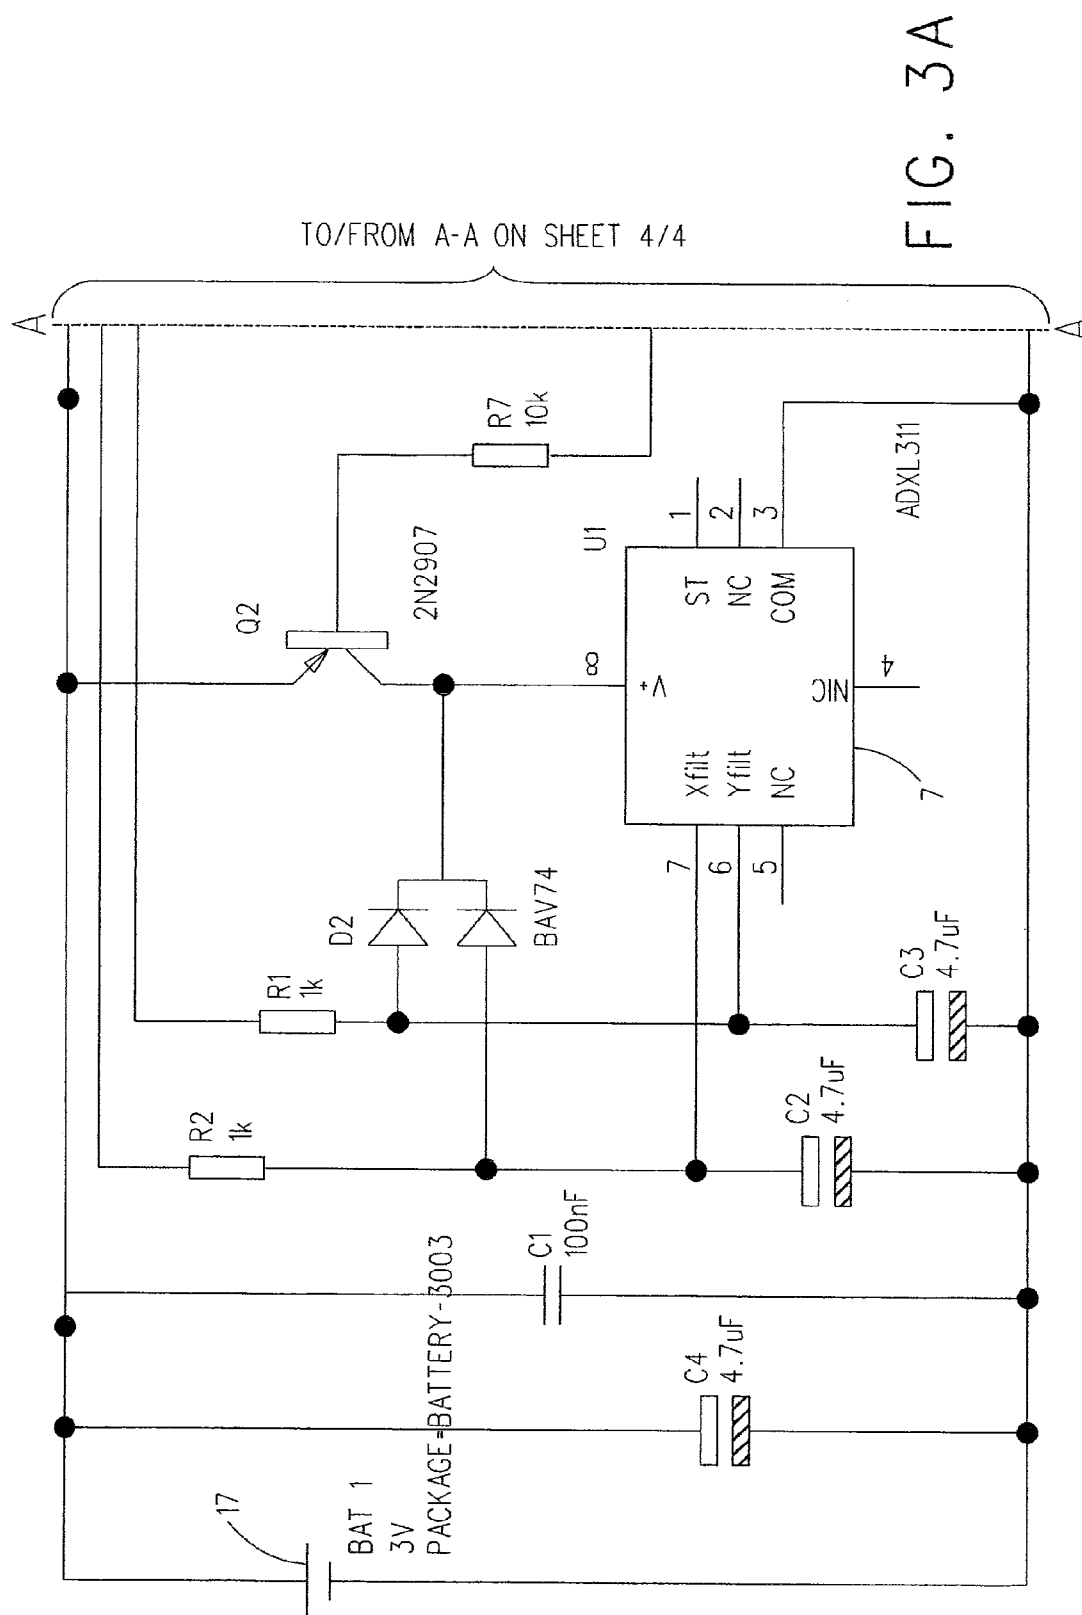 A
TO/FROM A-A ON SHEET 4/4
A
FIG. 3A
17
BAT 1
3V
PACKAGE=BATTERY-3003
C4
4.7uF
C1
100nF
R2
1k
R1
1k
C2
4.7uF
C3
4.7uF
D2
BAV74
Q2
2N2907
R7
10k
U1
ADXL311
8
V+
Xfilt
Yfilt
NC
ST
NC
COM
NIC
7
6
5
1
2
3
4
7